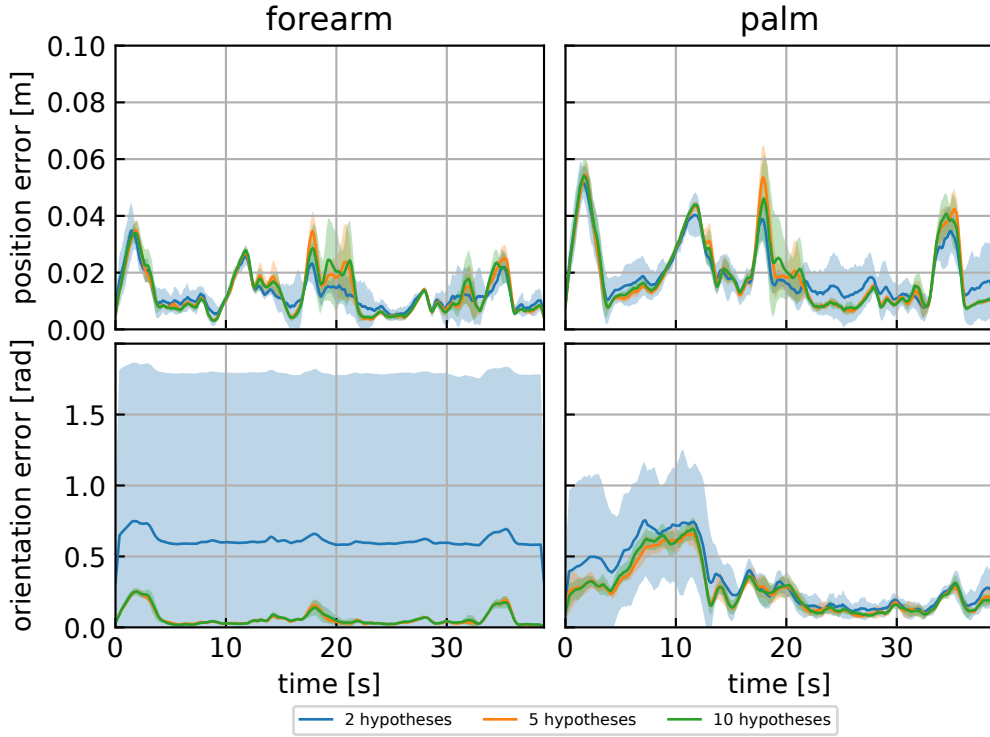 forearm
palm
position error [m]
0.10
0.08
0.06
0.04
0.02
0.00
orientation error [rad]
1.5
1.0
0.5
0.0
0 10 20 30
0 10 20 30
time [s]
time [s]
2 hypotheses
5 hypotheses
10 hypotheses